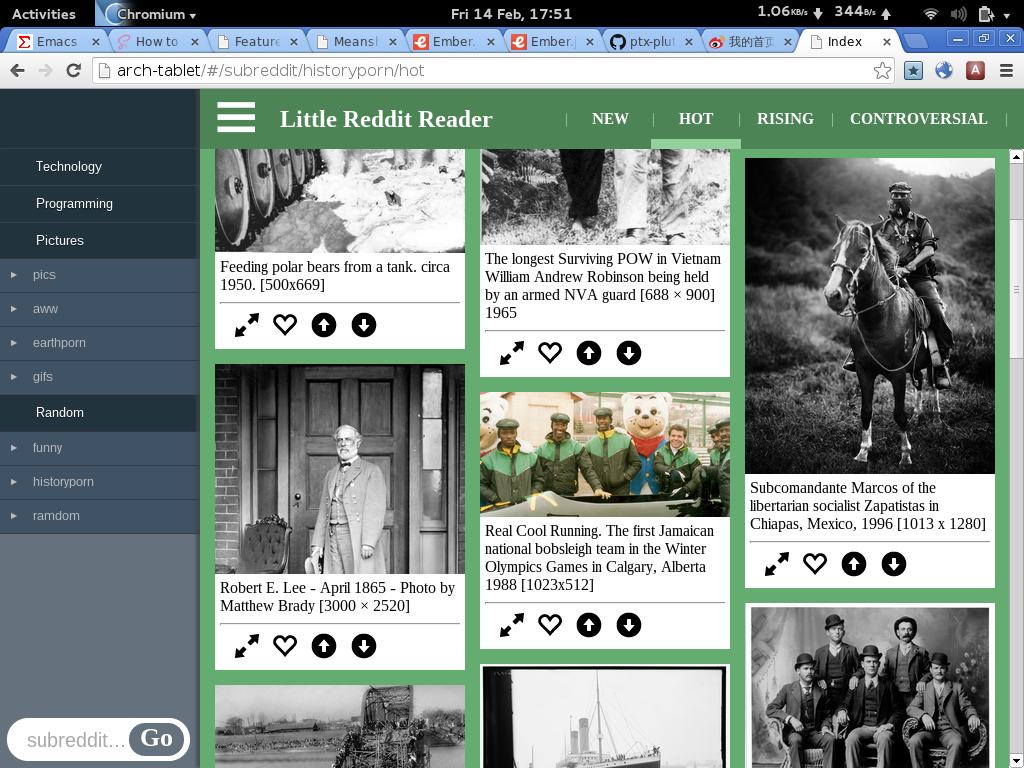 Activities Chromium Fri 14 Feb, 17:51 1.06KB/s 344B/s
Emacs How to Feature Meansh Ember. Ember.j ptx-plut 我的首页 Index
arch-tablet/#/subreddit/historyporn/hot
Little Reddit Reader NEW HOT RISING CONTROVERSIAL
Technology
Programming
Pictures
pics
aww
earthporn
gifs
Random
funny
historyporn
ramdom
subreddit... Go
Feeding polar bears from a tank. circa
1950. [500x669]
Robert E. Lee - April 1865 - Photo by
Matthew Brady [3000 × 2520]
The longest Surviving POW in Vietnam
William Andrew Robinson being held
by an armed NVA guard [688 × 900]
1965
Real Cool Running. The first Jamaican
national bobsleigh team in the Winter
Olympics Games in Calgary, Alberta
1988 [1023x512]
Subcomandante Marcos of the
libertarian socialist Zapatistas in
Chiapas, Mexico, 1996 [1013 x 1280]